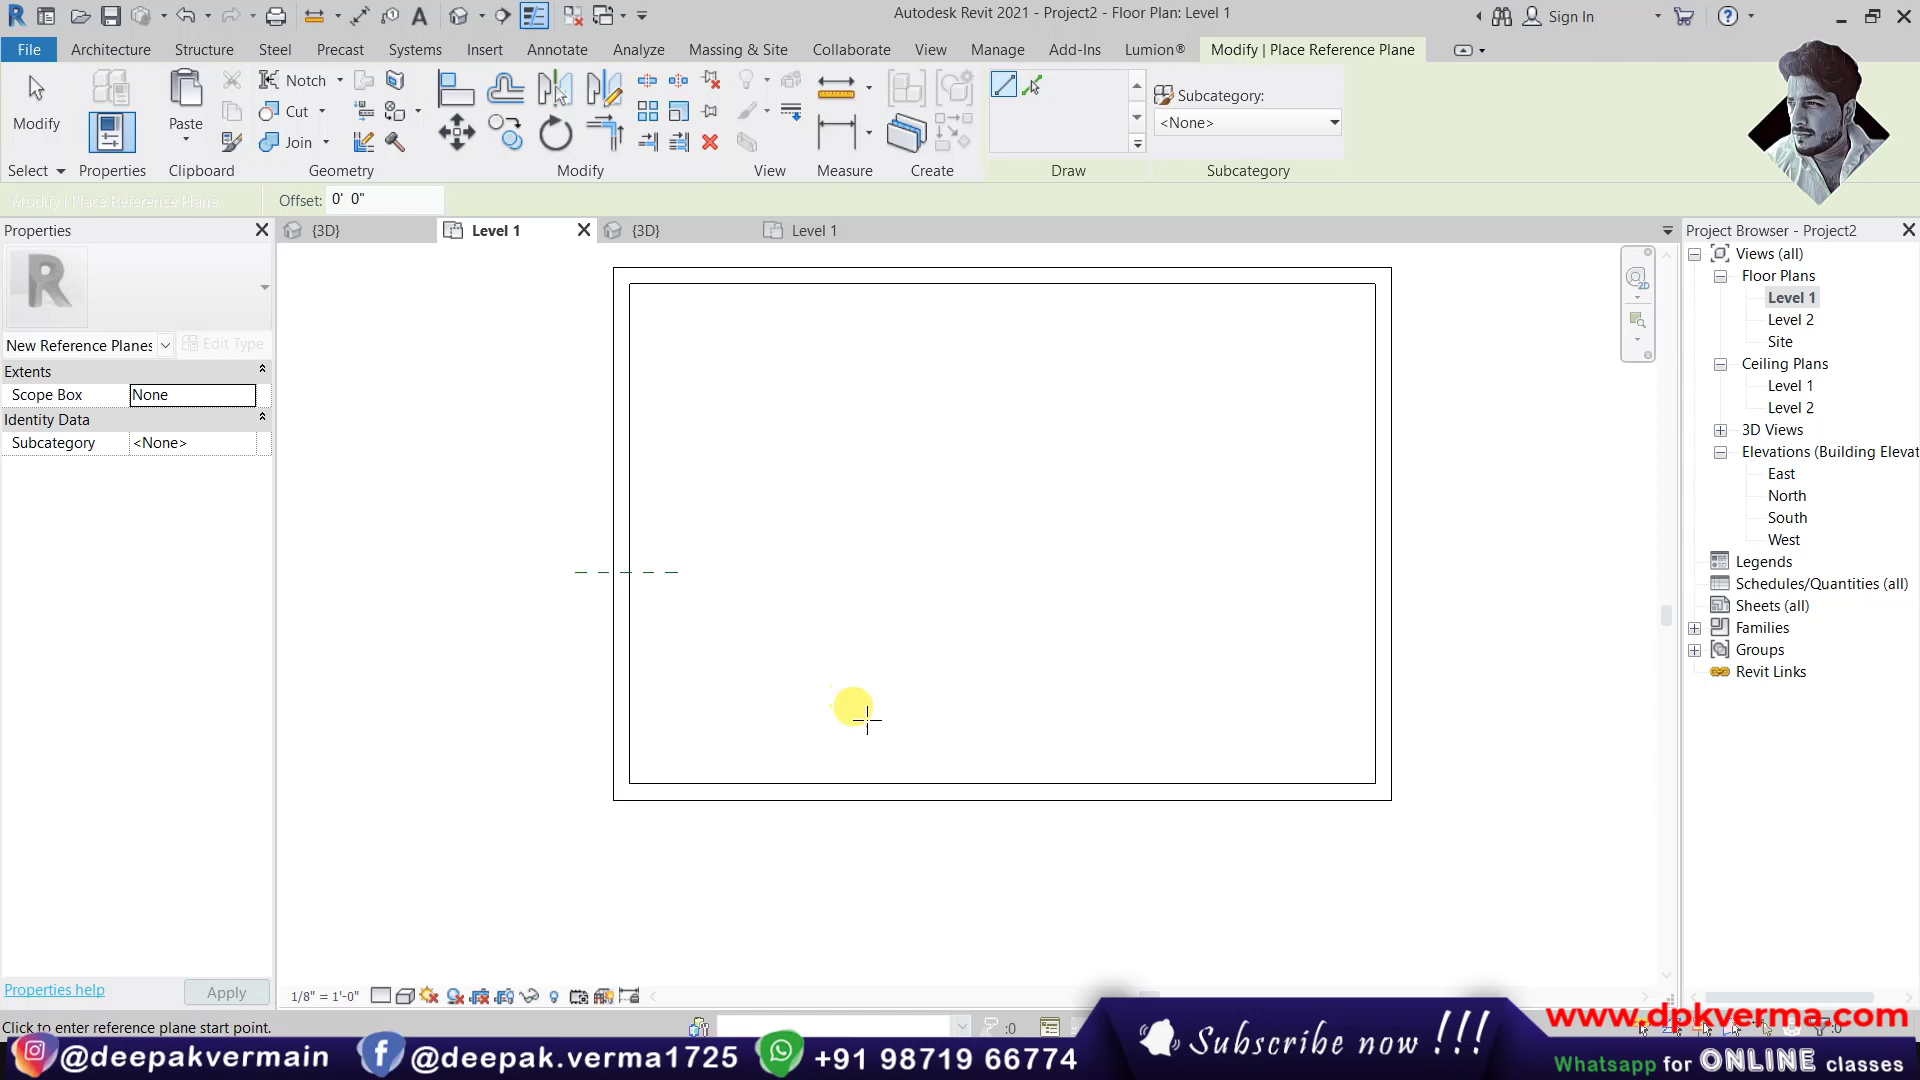 Autodesk Revit 2021 - Project2 - Floor Plan: Level 1
Sign In
File Architecture Structure Steel Precast Systems Insert Annotate Analyze Massing & Site Collaborate View Manage Add-Ins Lumion® Modify | Place Reference Plane
Modify
Paste
Notch
Cut
Join
Subcategory:
<None>
Select Properties Clipboard Geometry Modify View Measure Create Draw Subcategory
Modify | Place Reference Plane
Offset: 0' 0"
Properties
{3D}
Level 1
{3D}
Level 1
Project Browser - Project2
New Reference Planes
Edit Type
Extents
Scope Box None
Identity Data
Subcategory <None>
Views (all)
Floor Plans
Level 1
Level 2
Site
Ceiling Plans
Level 1
Level 2
3D Views
Elevations (Building Elevat
East
North
South
West
Legends
Schedules/Quantities (all)
Sheets (all)
Families
Groups
Revit Links
2D
Properties help
Apply
1/8" = 1'-0"
Click to enter reference plane start point.
:0
:0
@deepakvermain
@deepak.verma1725
+91 98719 66774
Subscribe now !!!
www.dpkverma.com
Whatsapp for ONLINE classes